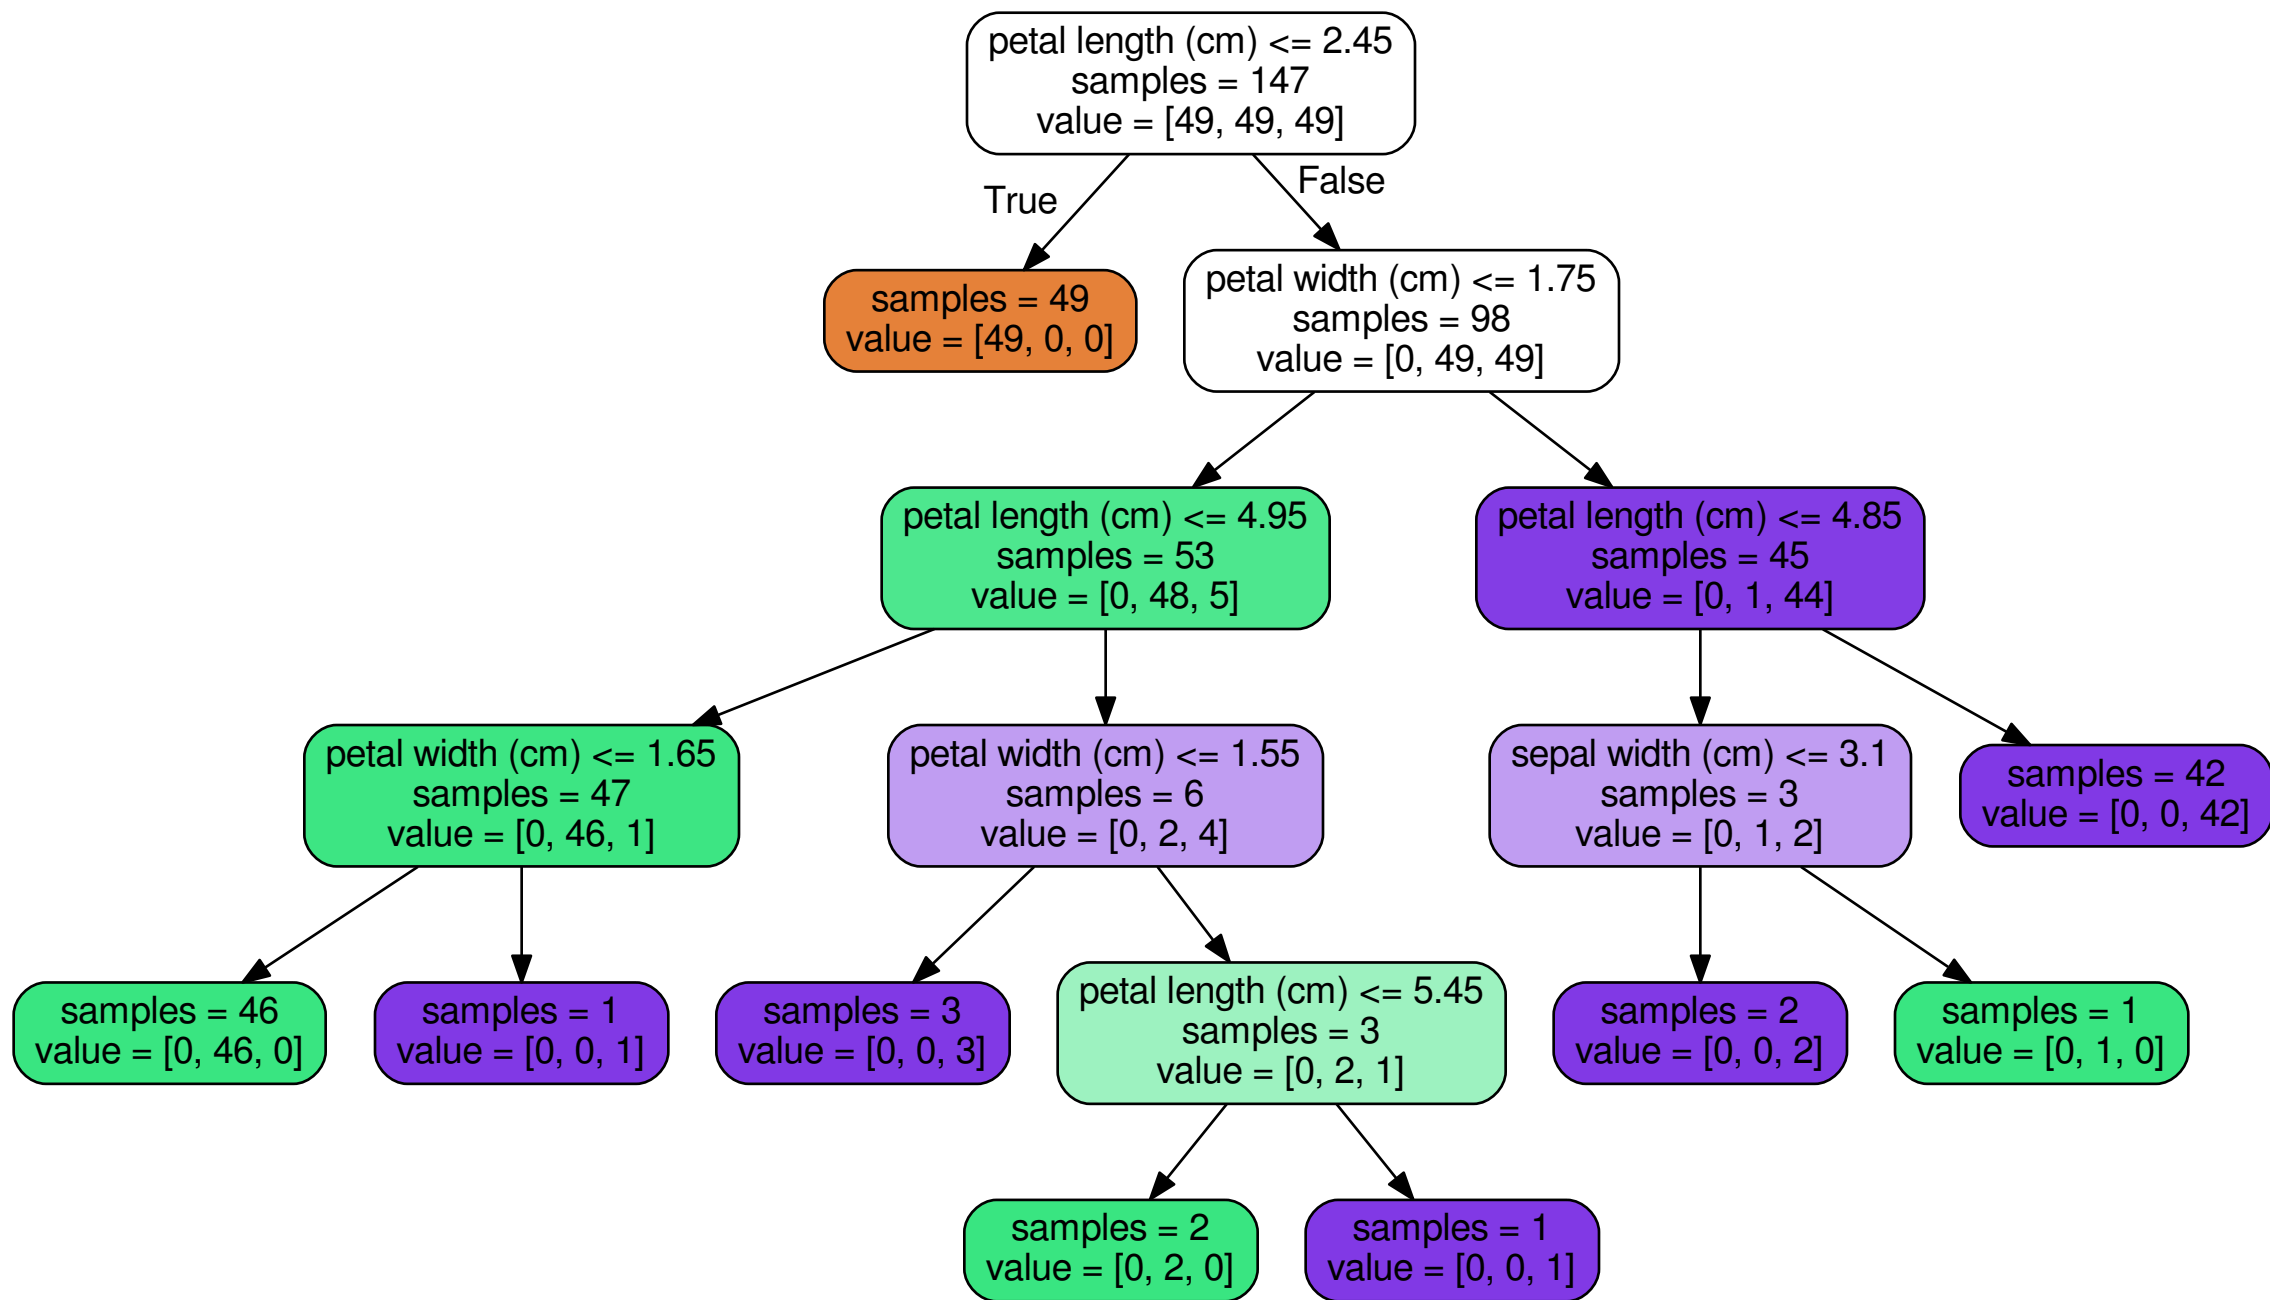 petal length (cm) <= 2.45
samples = 147
value = [49, 49, 49]
True
False
samples = 49
value = [49, 0, 0]
petal width (cm) <= 1.75
samples = 98
value = [0, 49, 49]
petal length (cm) <= 4.95
samples = 53
value = [0, 48, 5]
petal length (cm) <= 4.85
samples = 45
value = [0, 1, 44]
petal width (cm) <= 1.65
samples = 47
value = [0, 46, 1]
petal width (cm) <= 1.55
samples = 6
value = [0, 2, 4]
sepal width (cm) <= 3.1
samples = 3
value = [0, 1, 2]
samples = 42
value = [0, 0, 42]
samples = 46
value = [0, 46, 0]
samples = 1
value = [0, 0, 1]
samples = 3
value = [0, 0, 3]
petal length (cm) <= 5.45
samples = 3
value = [0, 2, 1]
samples = 2
value = [0, 0, 2]
samples = 1
value = [0, 1, 0]
samples = 2
value = [0, 2, 0]
samples = 1
value = [0, 0, 1]